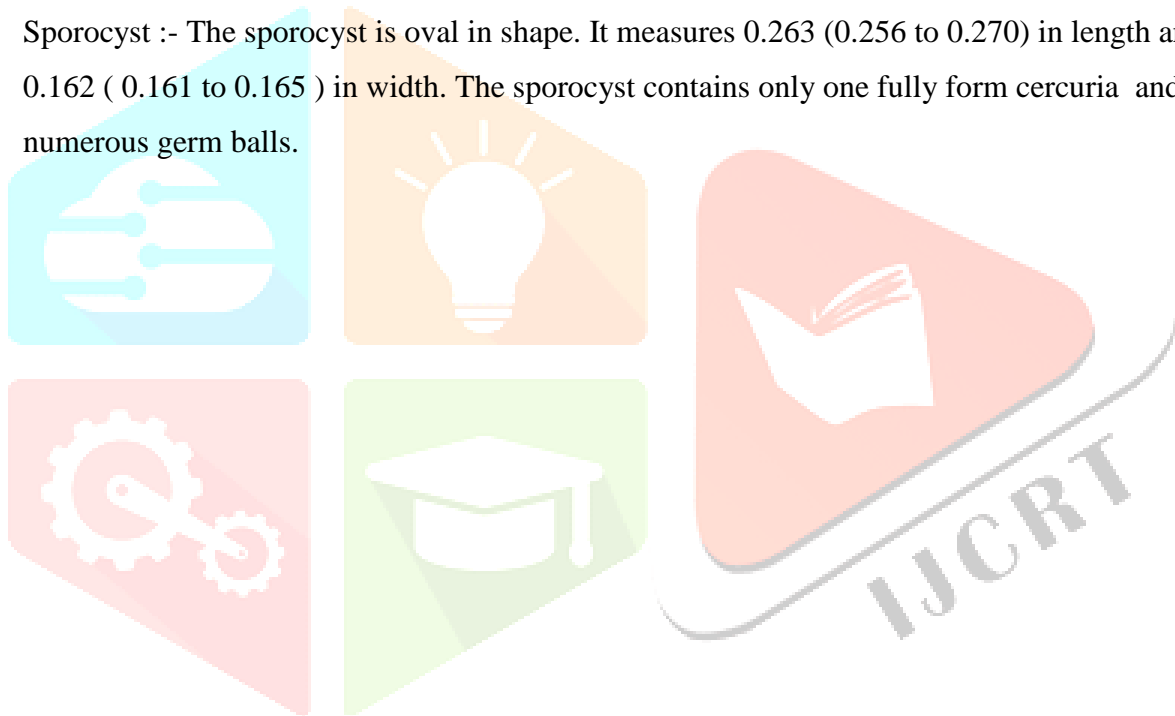 Sporocyst :- The sporocyst is oval in shape. It measures 0.263 (0.256 to 0.270) in length
0.162 ( 0.161 to 0.165 ) in width. The sporocyst contains only one fully form cercuria and
numerous germ balls.
IJCRT